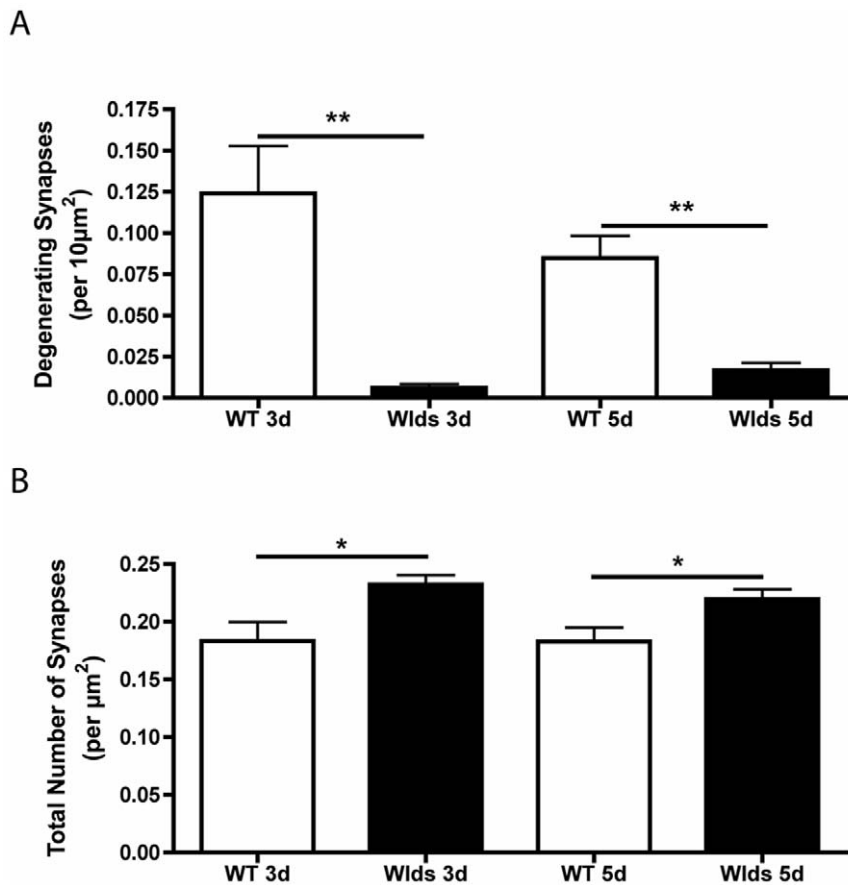 A
Degenerating Synapses
(per 10µm²)
0.175
0.150
0.125
0.100
0.075
0.050
0.025
0.000
**
**
WT 3d
Wlds 3d
WT 5d
Wlds 5d
B
Total Number of Synapses
(per µm²)
0.25
0.20
0.15
0.10
0.05
0.00
*
*
WT 3d
Wlds 3d
WT 5d
Wlds 5d